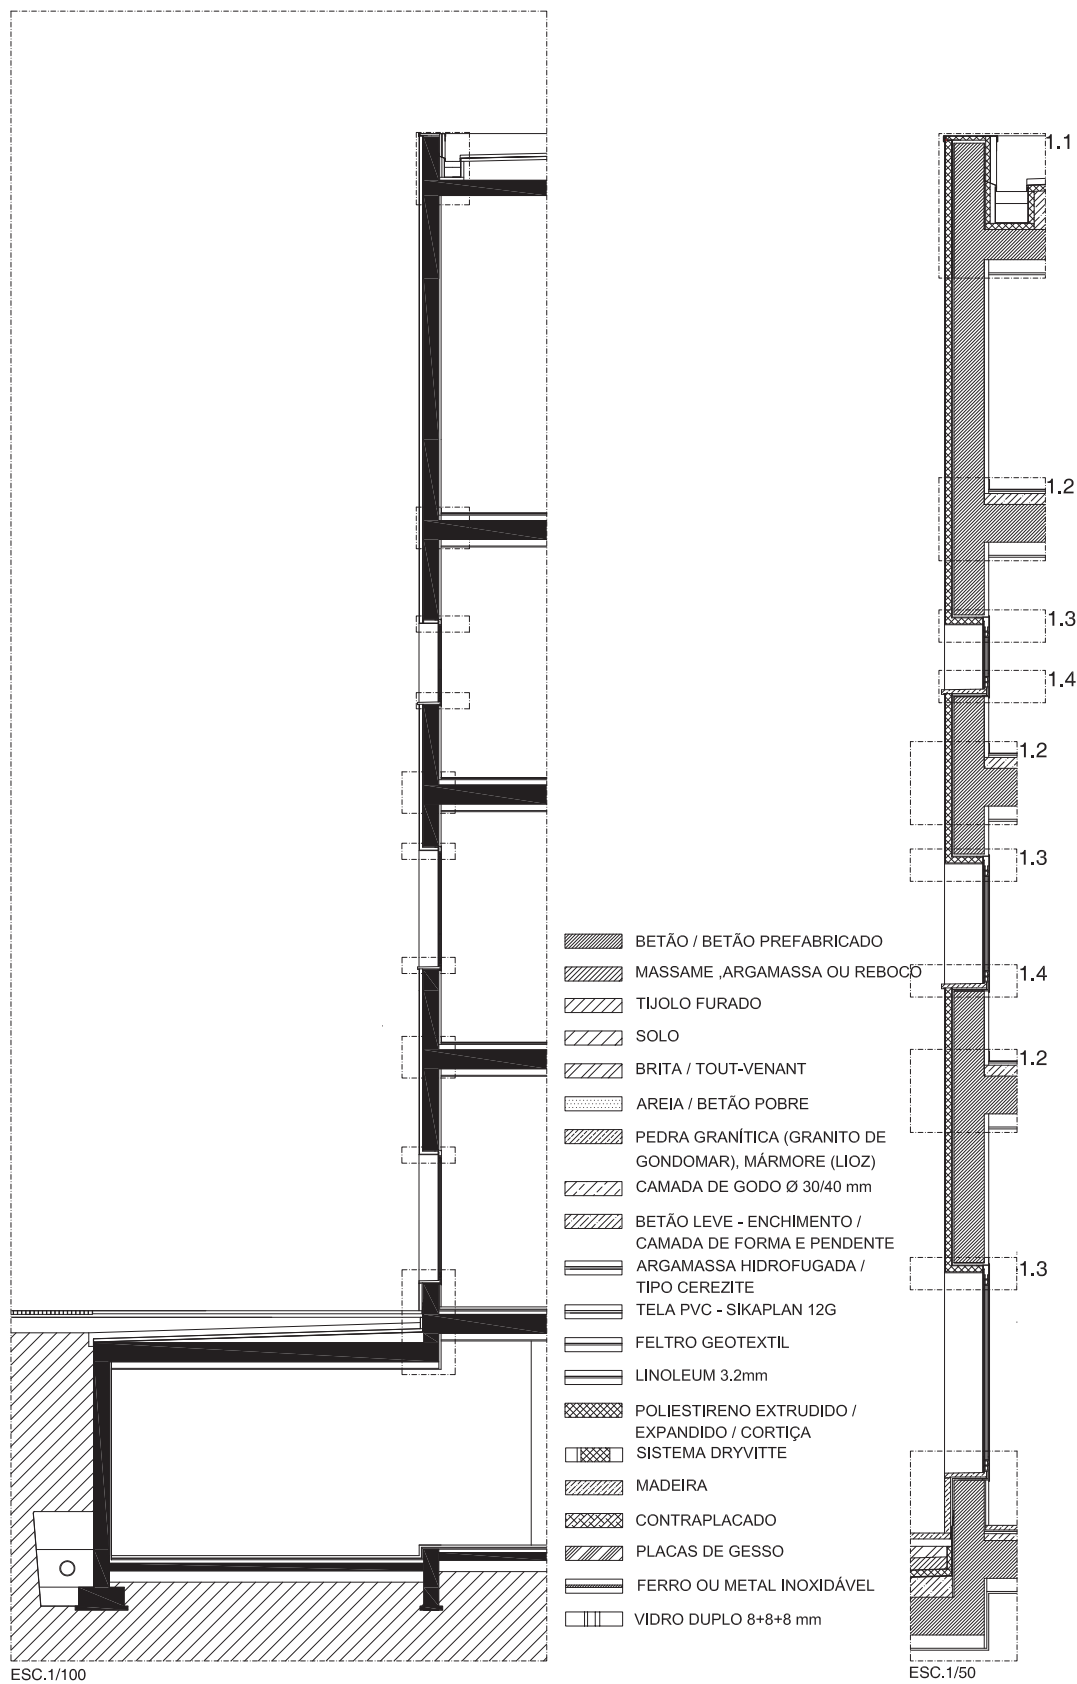 BETÃO / BETÃO PREFABRICADO
MASSAME ,ARGAMASSA OU REBOCO
TIJOLO FURADO
SOLO
BRITA / TOUT-VENANT
AREIA / BETÃO POBRE
PEDRA GRANÍTICA (GRANITO DE
GONDOMAR), MÁRMORE (LIOZ)
CAMADA DE GODO Ø 30/40 mm
BETÃO LEVE - ENCHIMENTO /
CAMADA DE FORMA E PENDENTE
ARGAMASSA HIDROFUGADA /
TIPO CEREZITE
TELA PVC - SIKAPLAN 12G
FELTRO GEOTEXTIL
LINOLEUM 3.2mm
POLIESTIRENO EXTRUDIDO /
EXPANDIDO / CORTIÇA
SISTEMA DRYVITTE
MADEIRA
CONTRAPLACADO
PLACAS DE GESSO
FERRO OU METAL INOXIDÁVEL
VIDRO DUPLO 8+8+8 mm
1.1
1.2
1.3
1.4
1.2
1.3
1.4
1.2
1.3
ESC.1/100
ESC.1/50